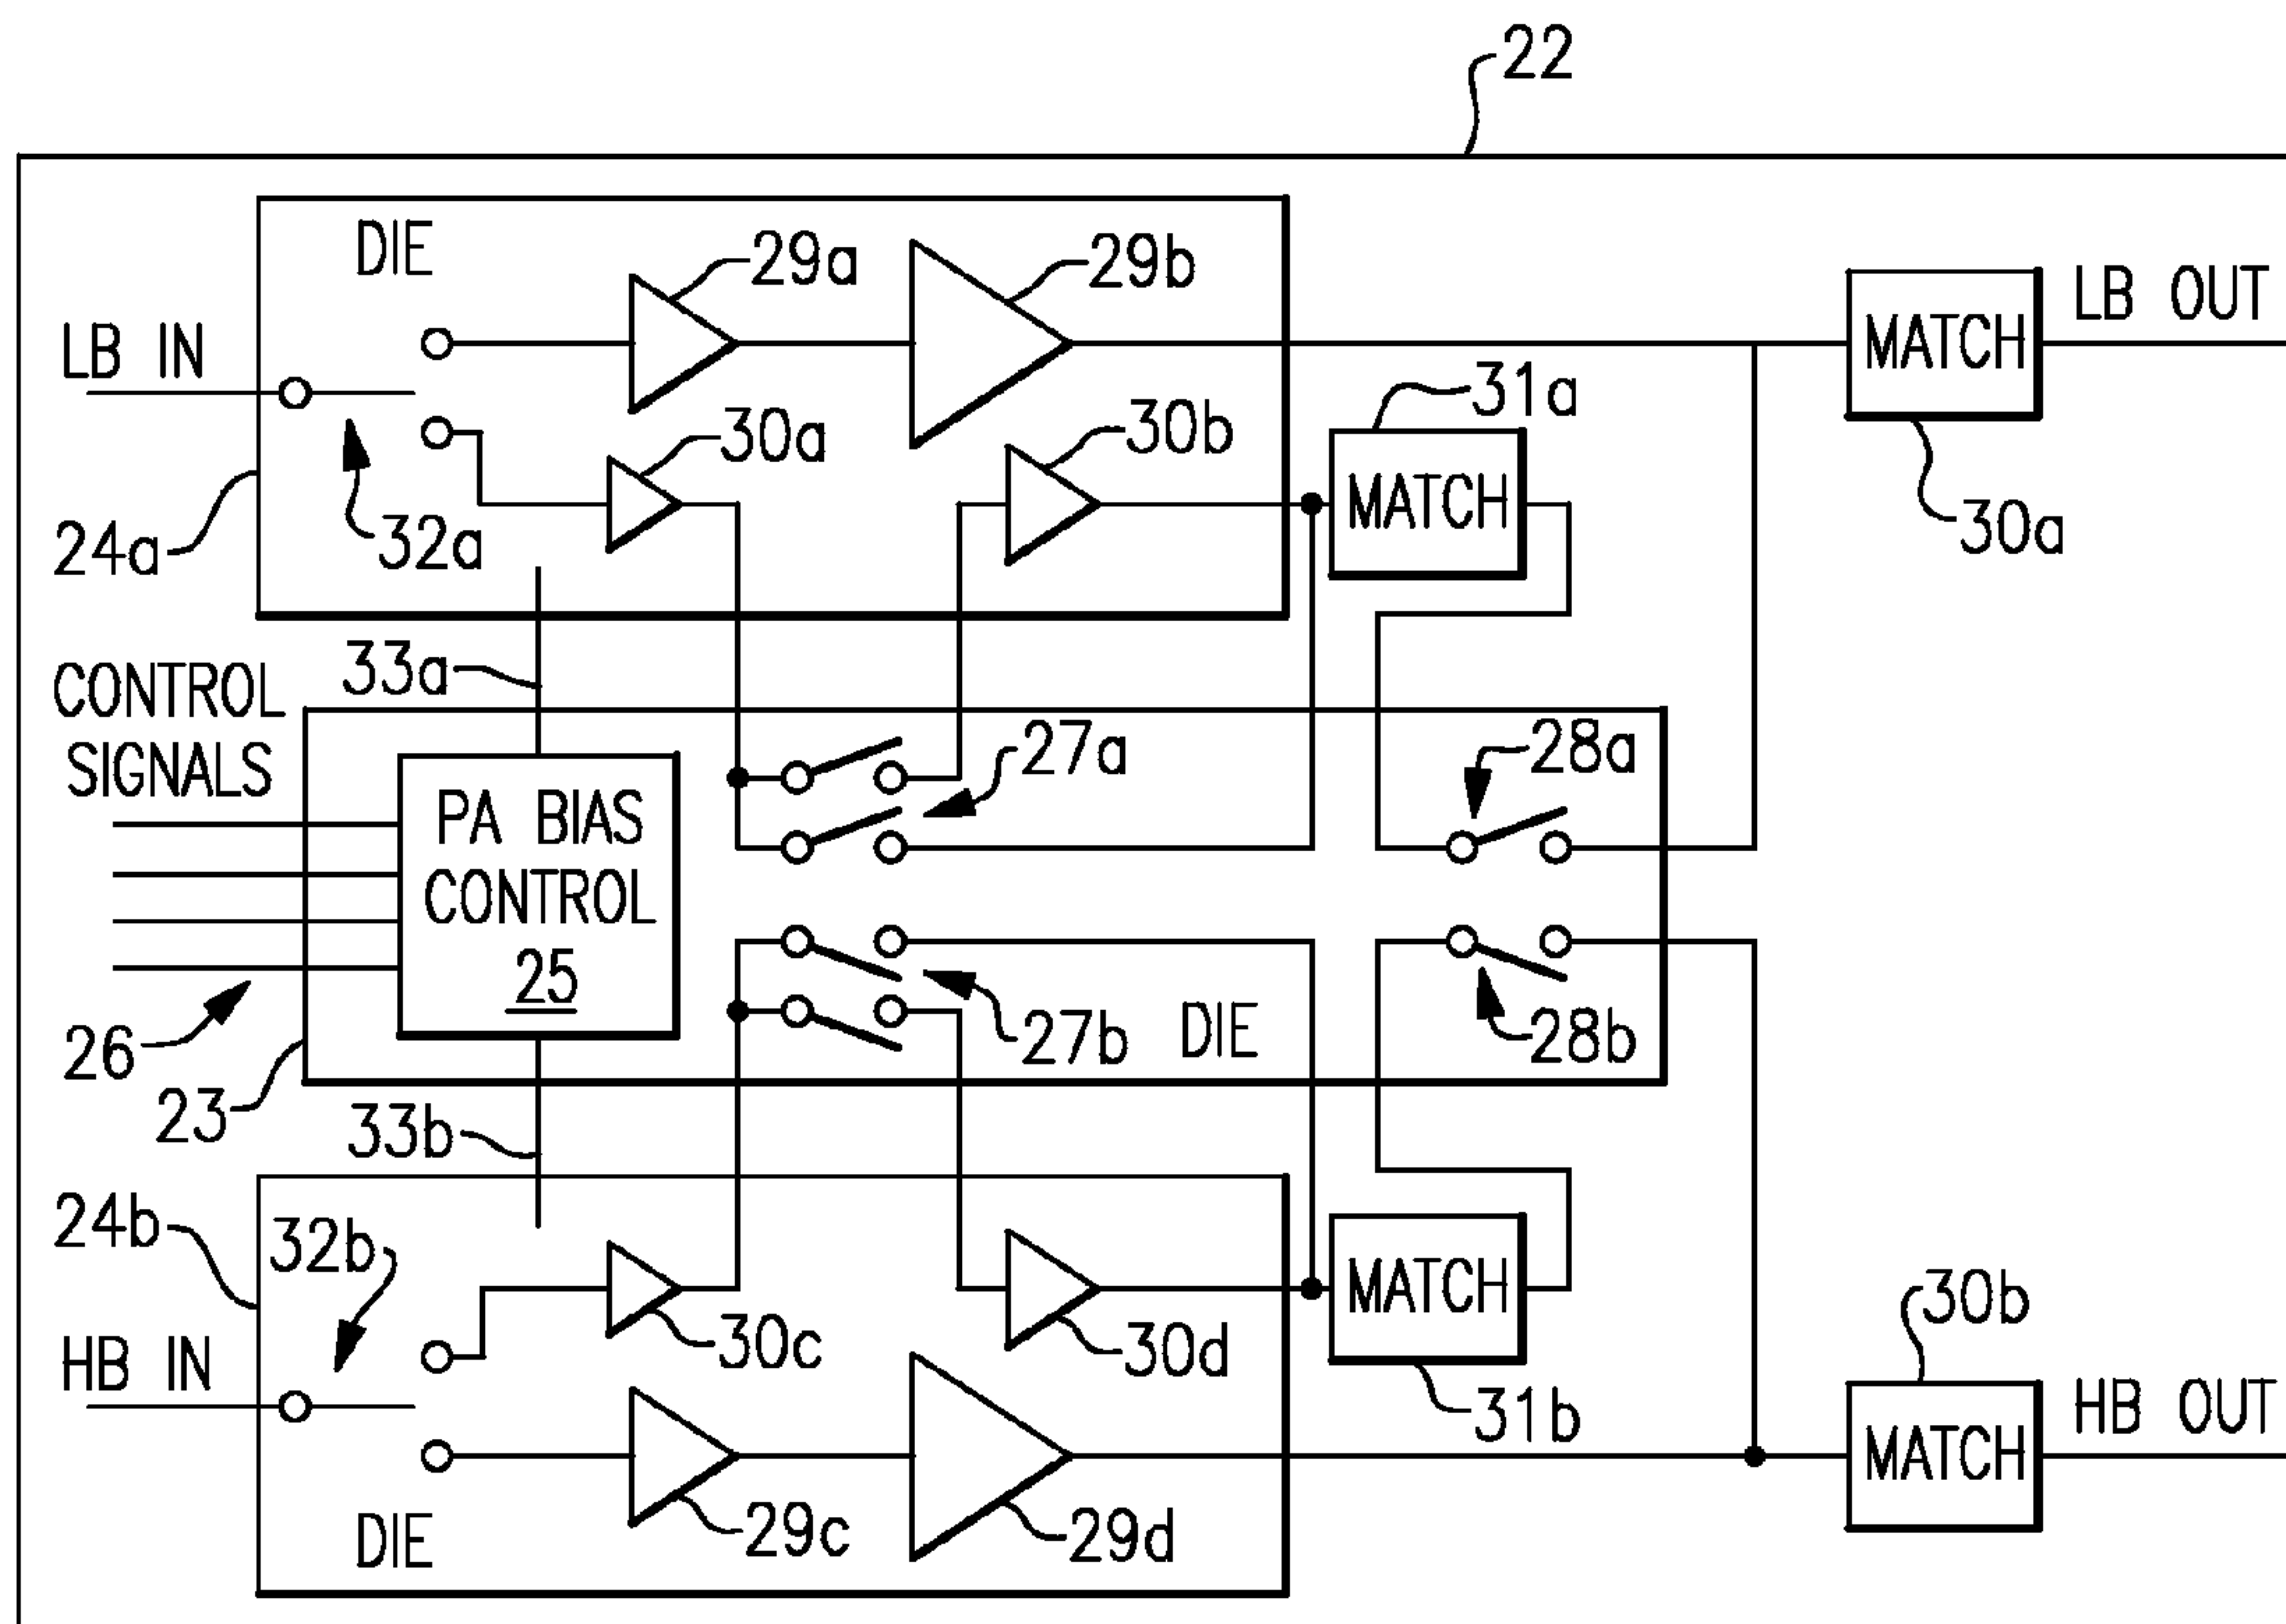 22
DIE
29a
29b
LB IN
LB OUT
MATCH
30a
30b
31a
MATCH
24a
32a
30a
33a
CONTROL
SIGNALS
27a
28a
PA BIAS
CONTROL
25
26
27b
DIE
28b
23
33b
24b
32b
30c
30d
MATCH
30b
HB IN
31b
HB OUT
MATCH
29c
29d
DIE